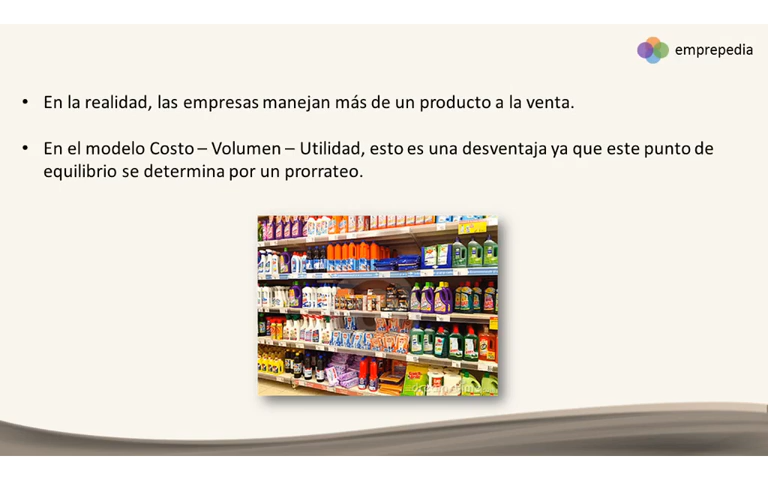 emprepedia
• En la realidad, las empresas manejan más de un producto a la venta.
• En el modelo Costo – Volumen – Utilidad, esto es una desventaja ya que este punto de
equilibrio se determina por un prorrateo.